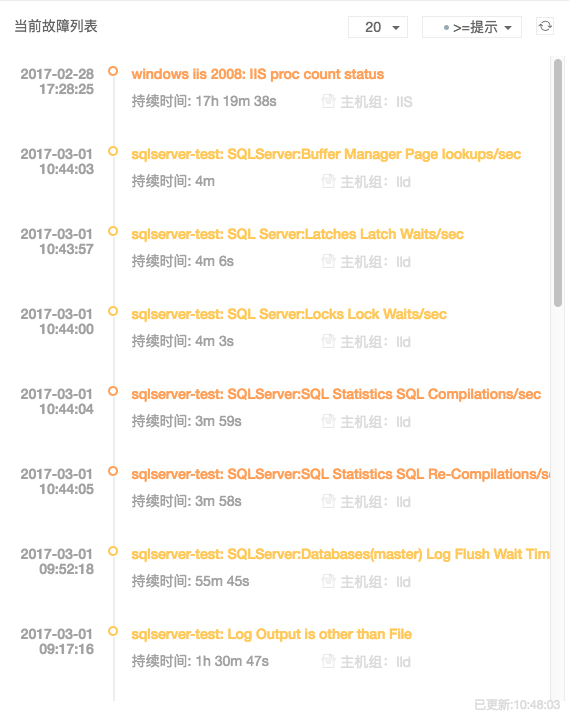 当前故障列表
20
>=提示
2017-02-28
17:28:25
windows iis 2008: IIS proc count status
持续时间: 17h 19m 38s 主机组：IIS
2017-03-01
10:44:03
sqlserver-test: SQLServer:Buffer Manager Page lookups/sec
持续时间: 4m 主机组：lld
2017-03-01
10:43:57
sqlserver-test: SQL Server:Latches Latch Waits/sec
持续时间: 4m 6s 主机组：lld
2017-03-01
10:44:00
sqlserver-test: SQL Server:Locks Lock Waits/sec
持续时间: 4m 3s 主机组：lld
2017-03-01
10:44:04
sqlserver-test: SQLServer:SQL Statistics SQL Compilations/sec
持续时间: 3m 59s 主机组：lld
2017-03-01
10:44:05
sqlserver-test: SQLServer:SQL Statistics SQL Re-Compilations/s
持续时间: 3m 58s 主机组：lld
2017-03-01
09:52:18
sqlserver-test: SQLServer:Databases(master) Log Flush Wait Tim
持续时间: 55m 45s 主机组：lld
2017-03-01
09:17:16
sqlserver-test: Log Output is other than File
持续时间: 1h 30m 47s 主机组：lld
已更新:10:48:03